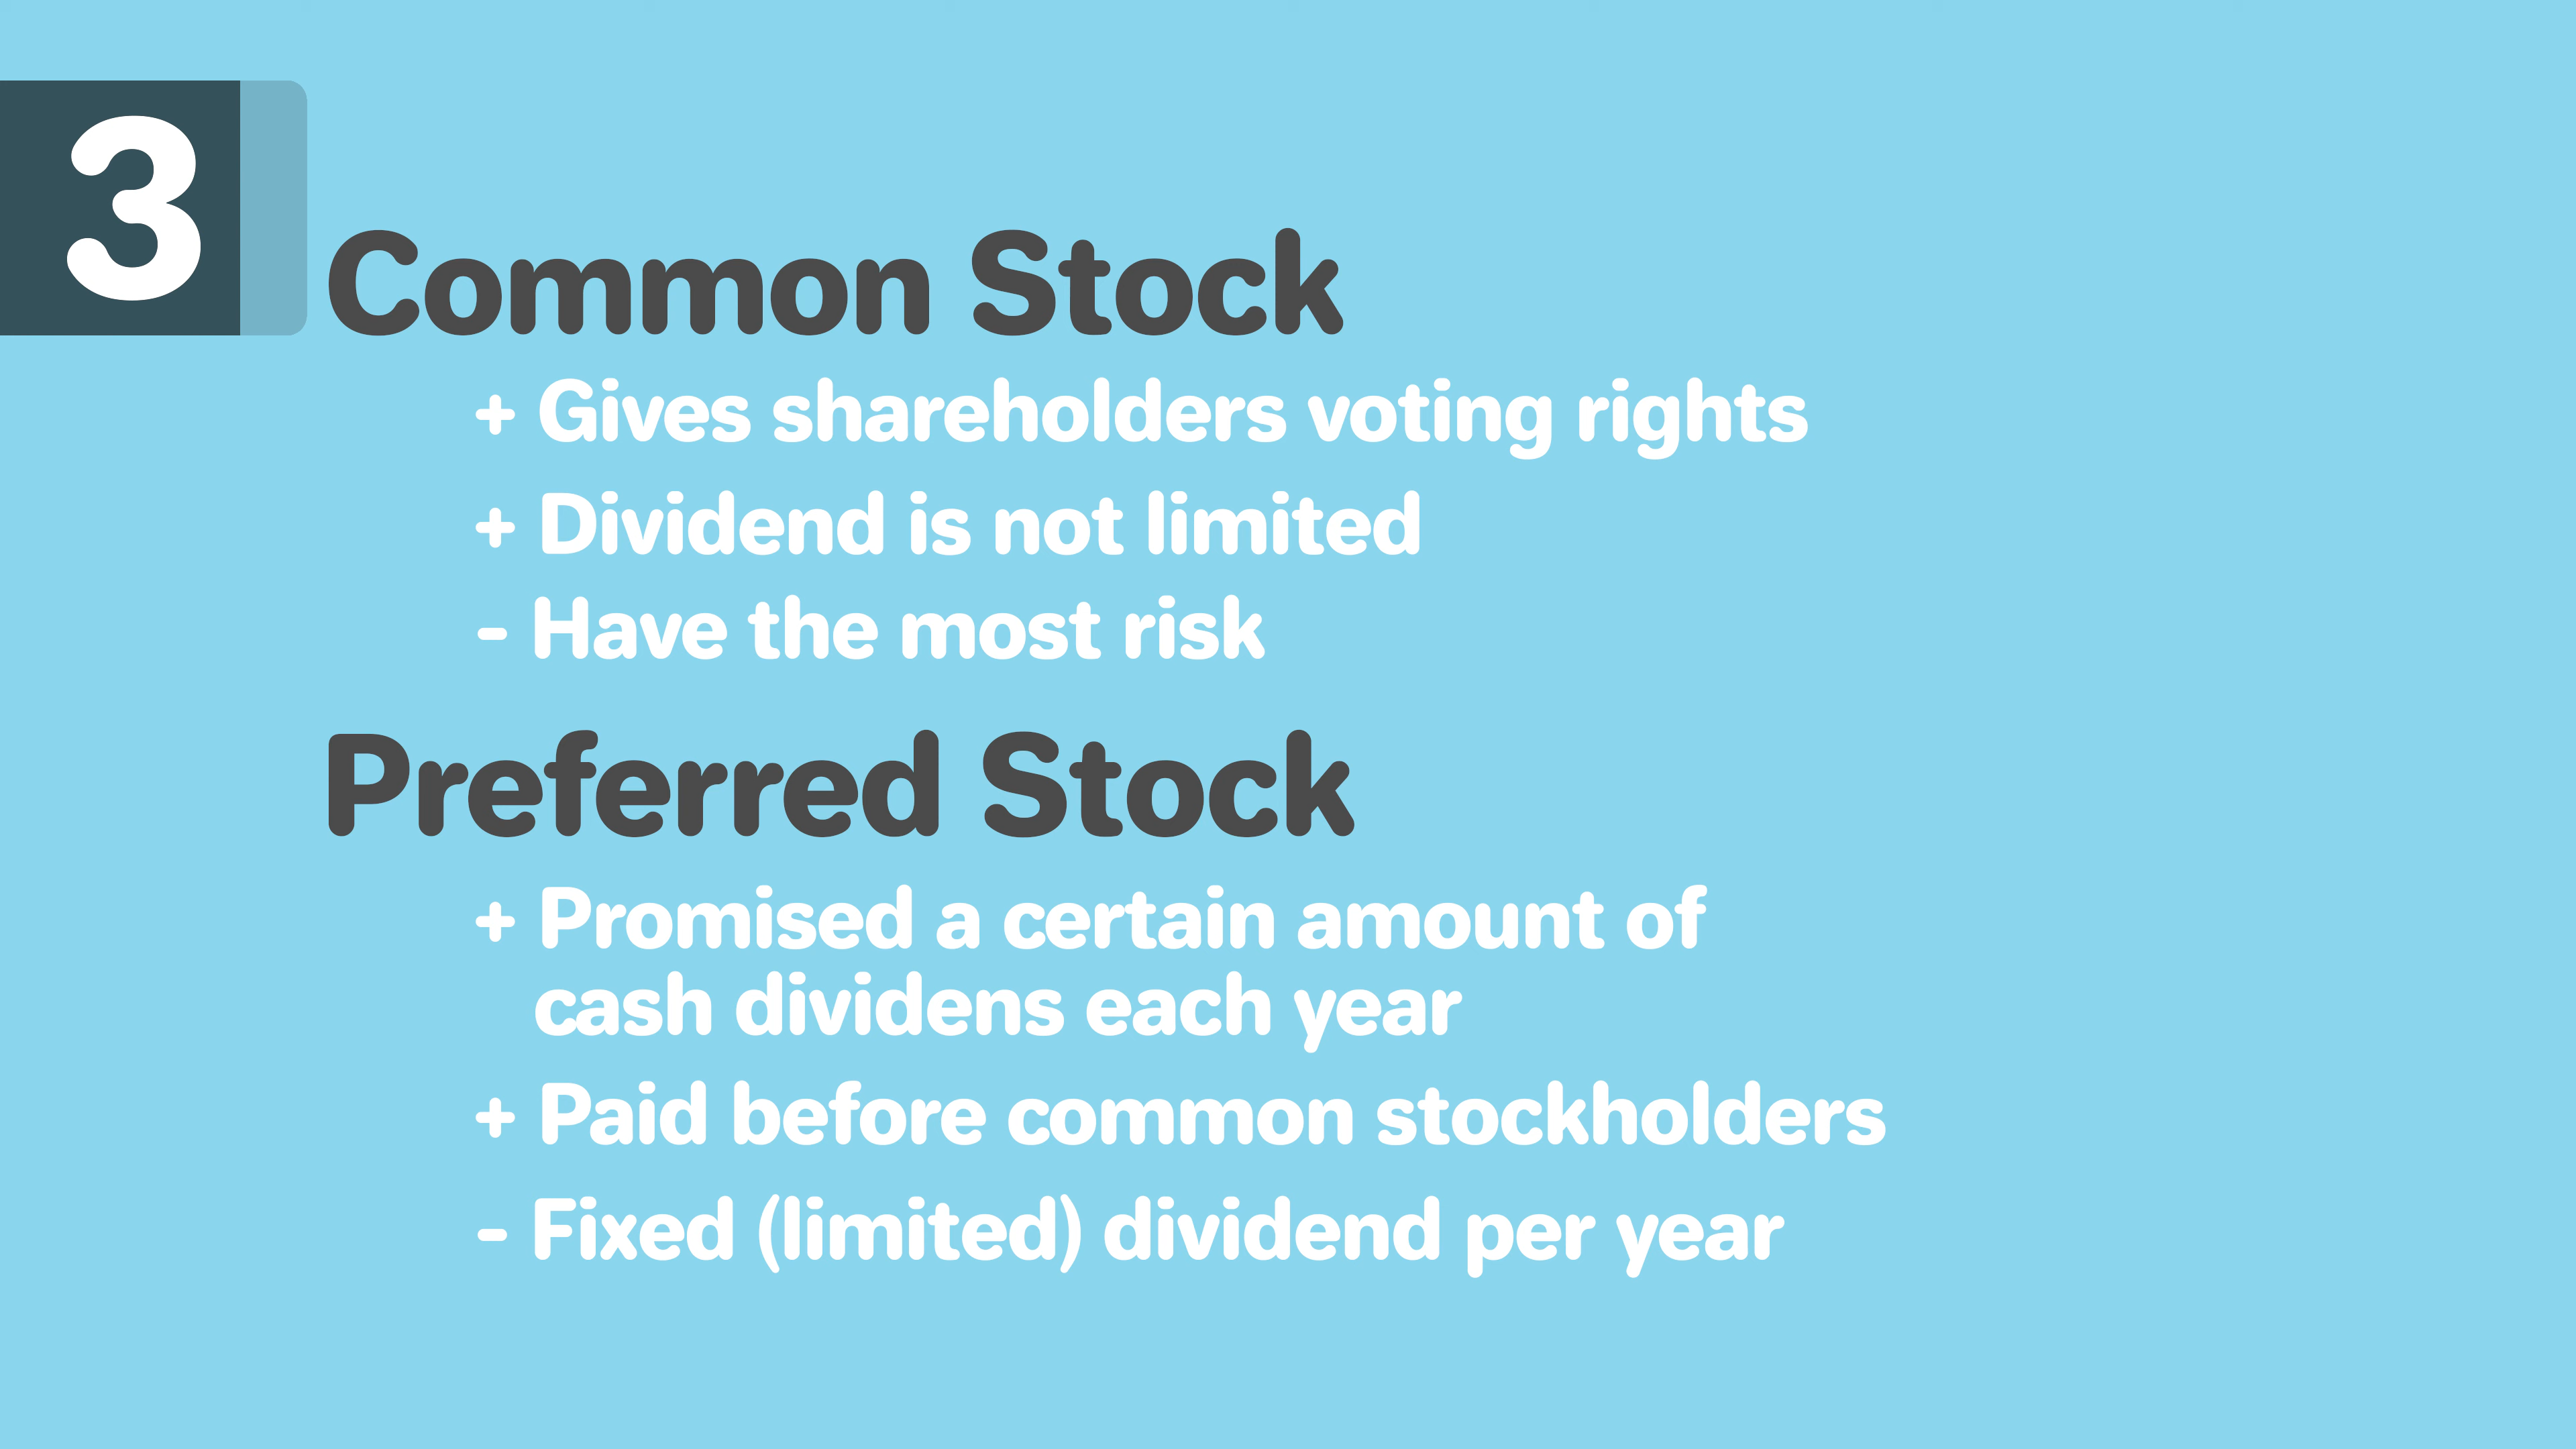 3
Common Stock
+ Gives shareholders voting rights
+ Dividend is not limited
- Have the most risk
Preferred Stock
+ Promised a certain amount of
cash dividens each year
+ Paid before common stockholders
- Fixed (limited) dividend per year